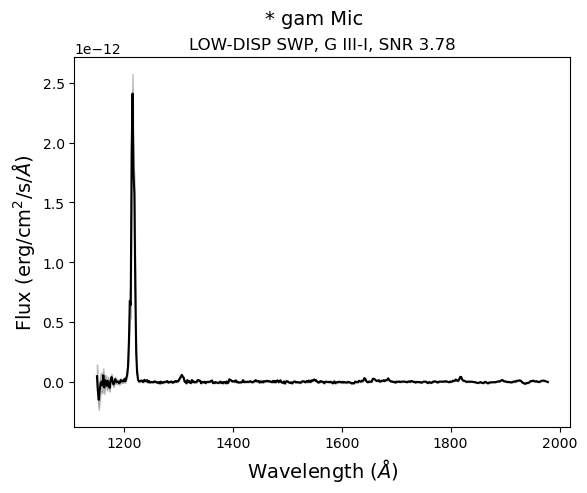 * gam Mic
LOW-DISP SWP, G III-I, SNR 3.78
1e−12
2.5
2.0
1.5
1.0
0.5
0.0
Flux (erg/cm²/s/Å)
1200 1400 1600 1800 2000
Wavelength (Å)